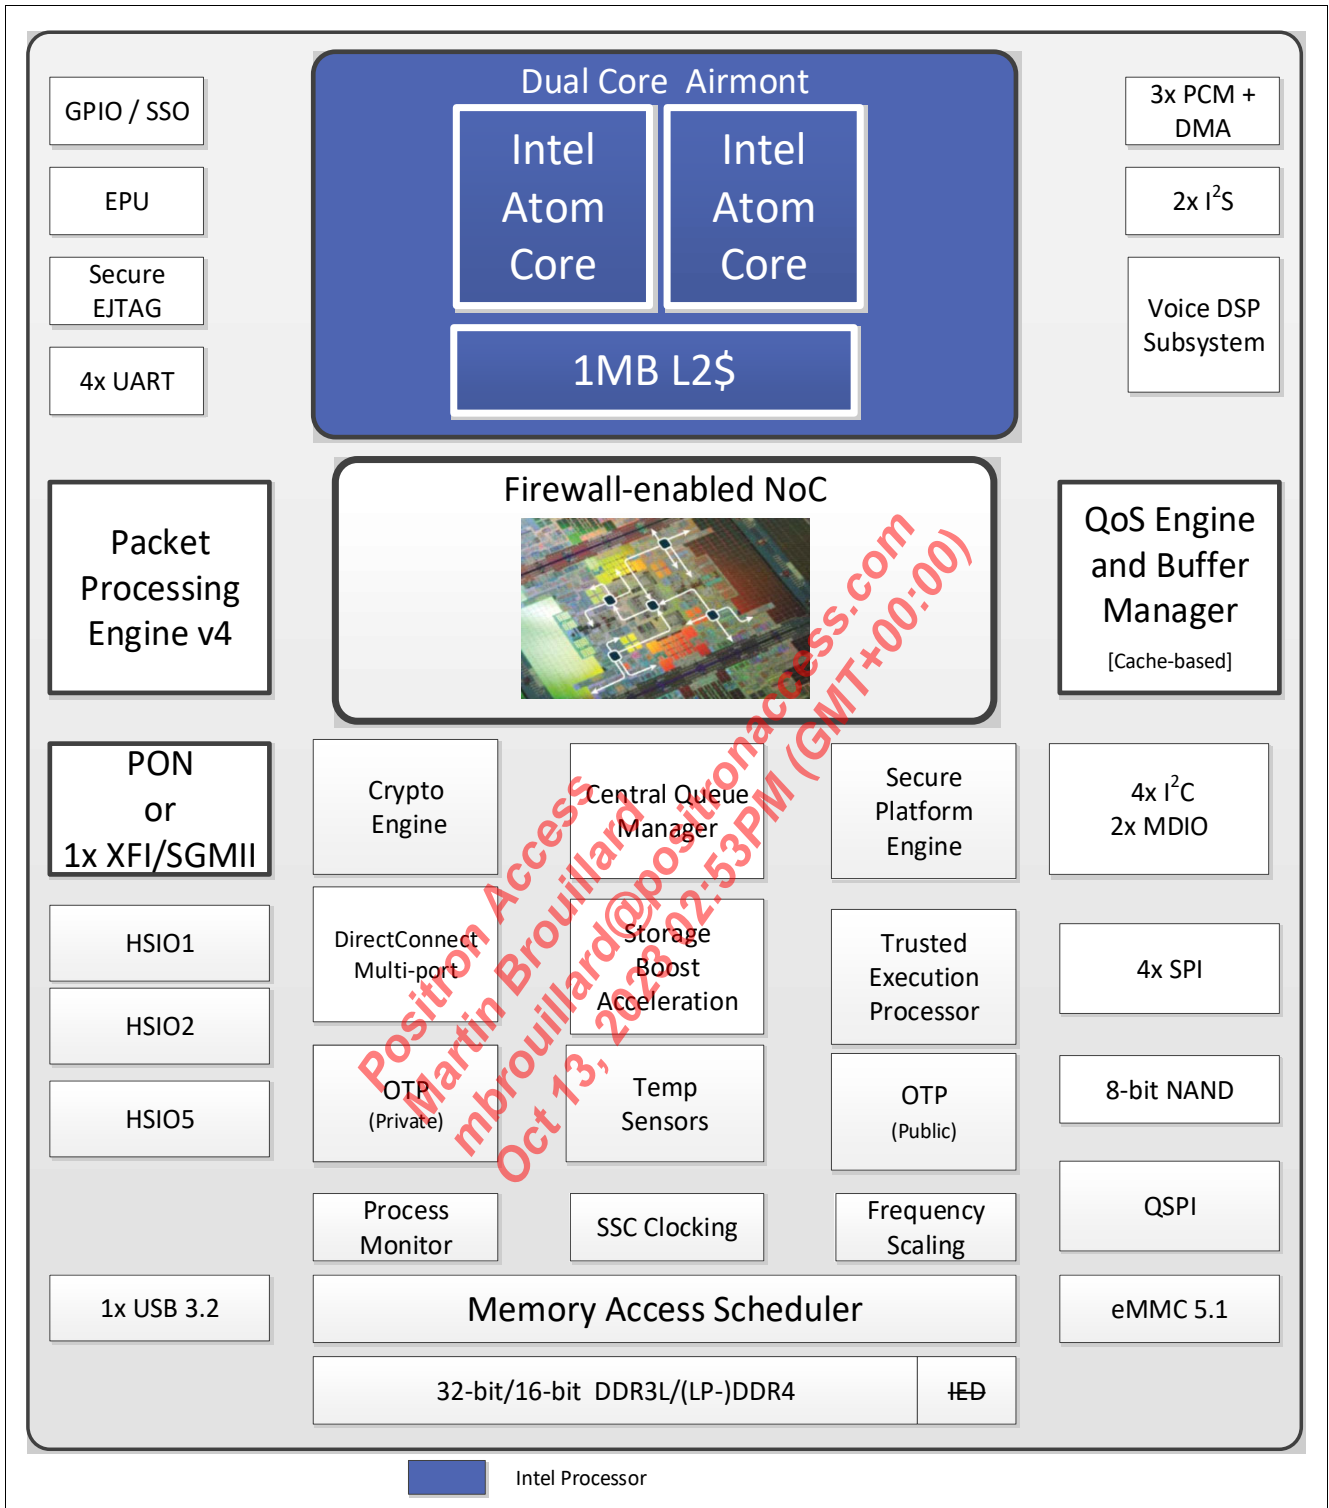 Dual Core Airmont
GPIO / SSO
EPU
Secure
EJTAG
4x UART
Intel
Atom
Core
Intel
Atom
Core
1MB L2$
3x PCM +
DMA
2x I²S
Voice DSP
Subsystem
Packet
Processing
Engine v4
Firewall-enabled NoC
QoS Engine
and Buffer
Manager
[Cache-based]
PON
or
1x XFI/SGMII
Crypto
Engine
Central Queue
Manager
Secure
Platform
Engine
4x I²C
2x MDIO
HSIO1
HSIO2
HSIO5
DirectConnect
Multi-port
Storage
Boost
Acceleration
Trusted
Execution
Processor
4x SPI
OTP
(Private)
Temp
Sensors
OTP
(Public)
8-bit NAND
Process
Monitor
SSC Clocking
Frequency
Scaling
QSPI
1x USB 3.2
Memory Access Scheduler
eMMC 5.1
32-bit/16-bit DDR3L/(LP-)DDR4
IED
Intel Processor
Positron Access
Martin Brouillard
mbrouillard@positronaccess.com
Oct 13, 2023 02:53PM (GMT+00:00)